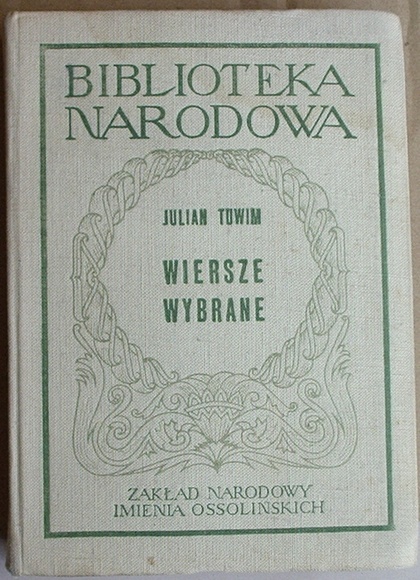 BIBLIOTEKA
NARODOWA
JULIAN TUWIM
WIERSZE
WYBRANE
ZAKŁAD NARODOWY
IMIENIA OSSOLIŃSKICH